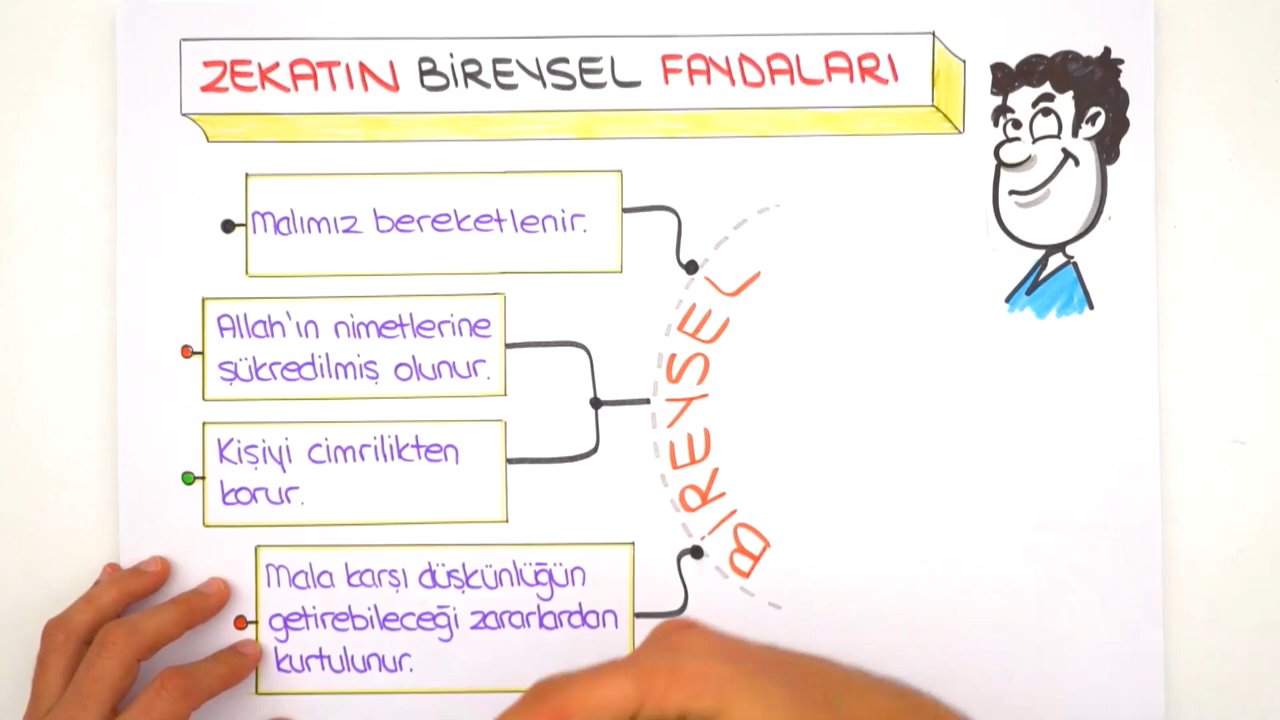 ZEKATIN BİREYSEL FAYDALARI
Malımız bereketlenir.
Allah'ın nimetlerine
şükredilmiş olunur.
Kişiyi cimrilikten
korur.
Mala karşı düşkünlüğün
getirebileceği zararlardan
kurtulunur.
BİREYSEL